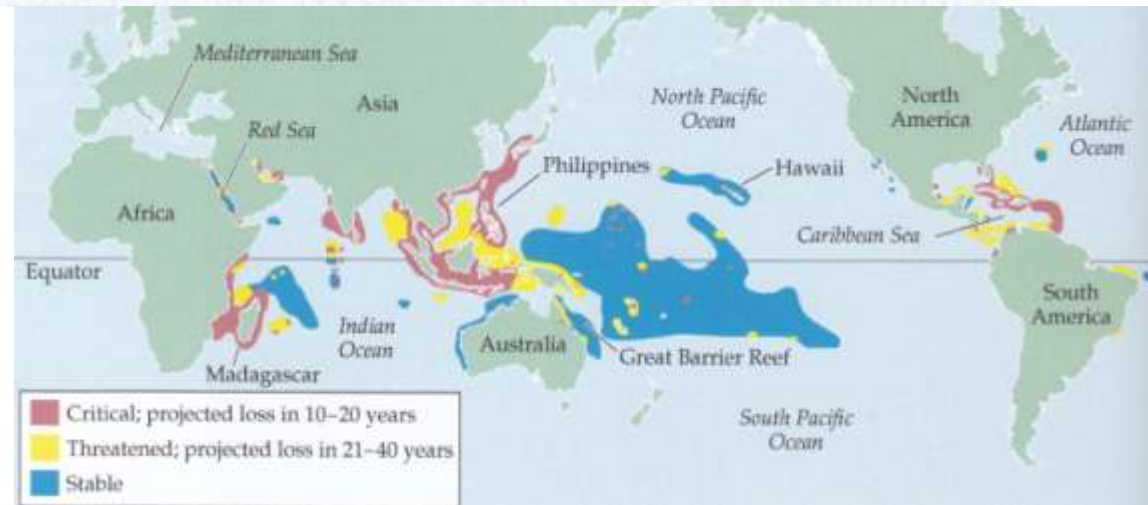 Mediterranean Sea
Asia
Red Sea
North Pacific
Ocean
North
America
Atlantic
Ocean
Philippines
Hawaii
Africa
Caribbean Sea
Equator
Indian
Ocean
South
America
Australia
Great Barrier Reef
Madagascar
Critical; projected loss in 10–20 years
Threatened; projected loss in 21–40 years
Stable
South Pacific
Ocean